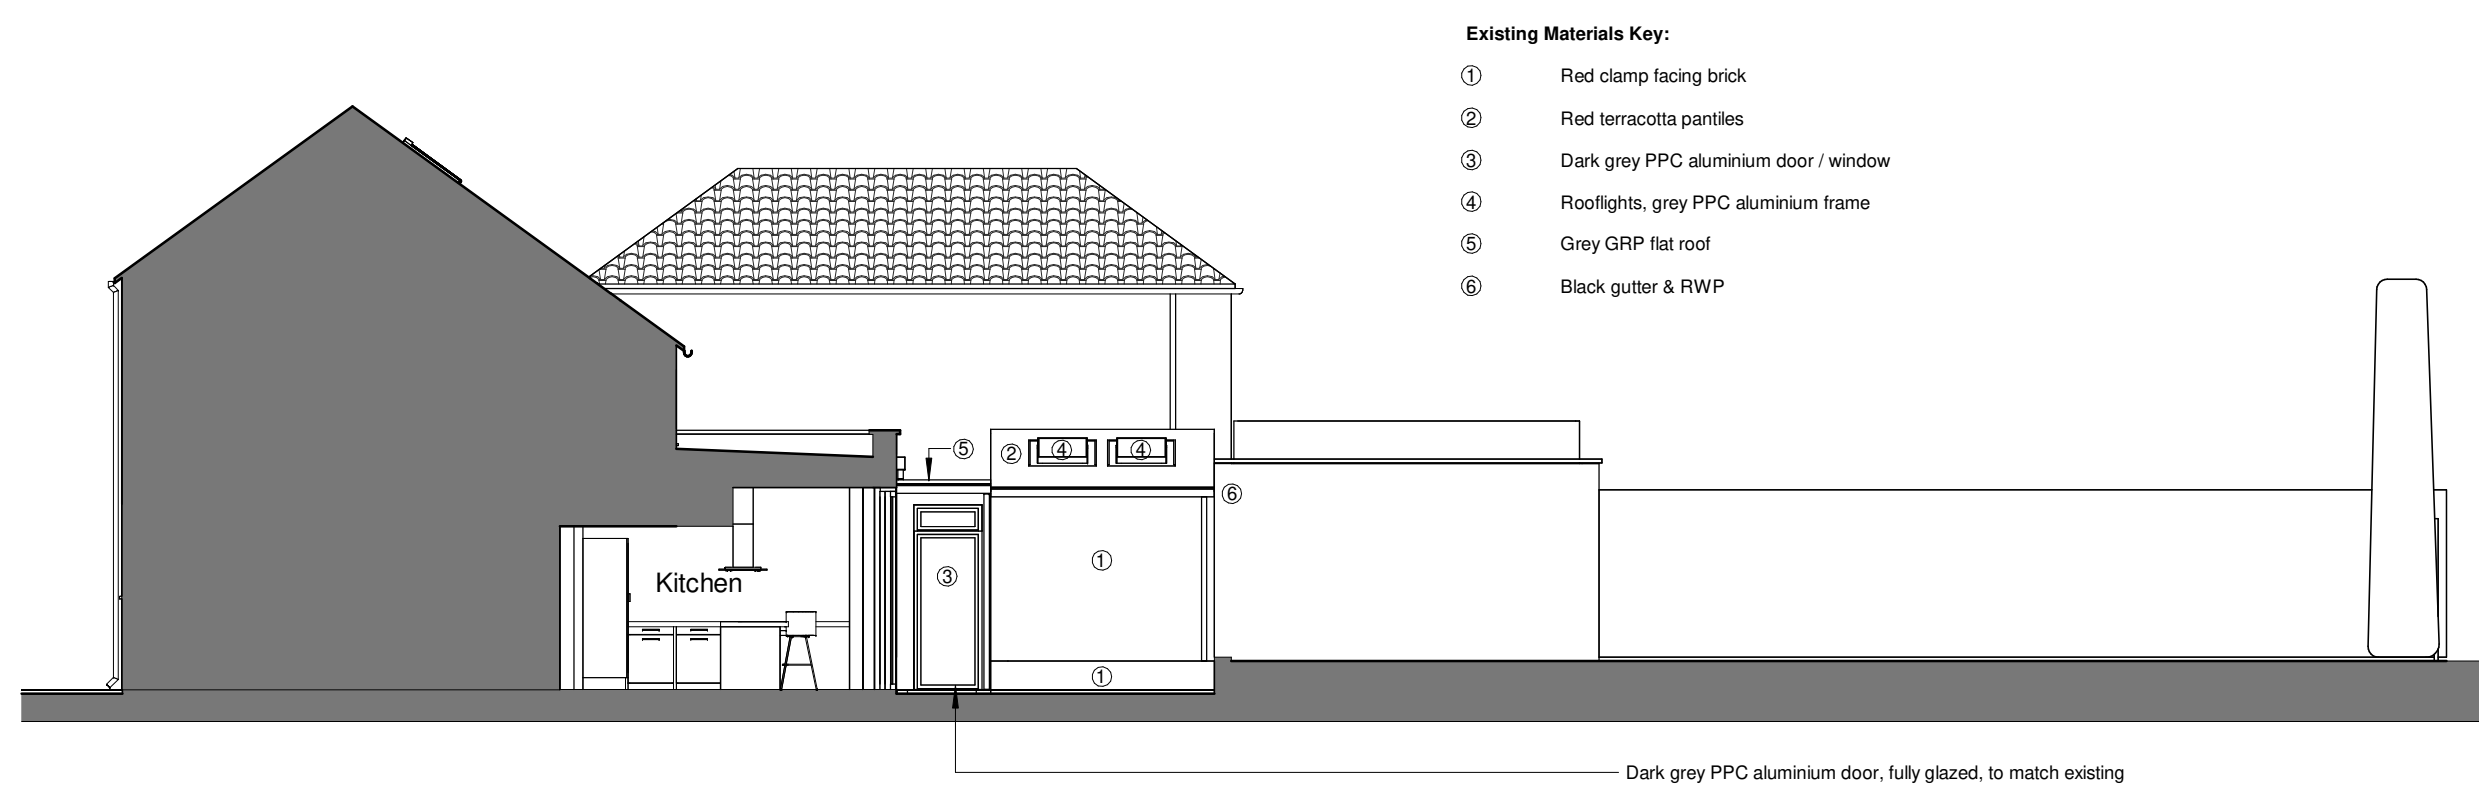 Existing Materials Key:
① Red clamp facing brick
② Red terracotta pantiles
③ Dark grey PPC aluminium door / window
④ Rooflights, grey PPC aluminium frame
⑤ Grey GRP flat roof
⑥ Black gutter & RWP
⑤
② ④ ④
⑥
①
③
Kitchen
①
Dark grey PPC aluminium door, fully glazed, to match existing